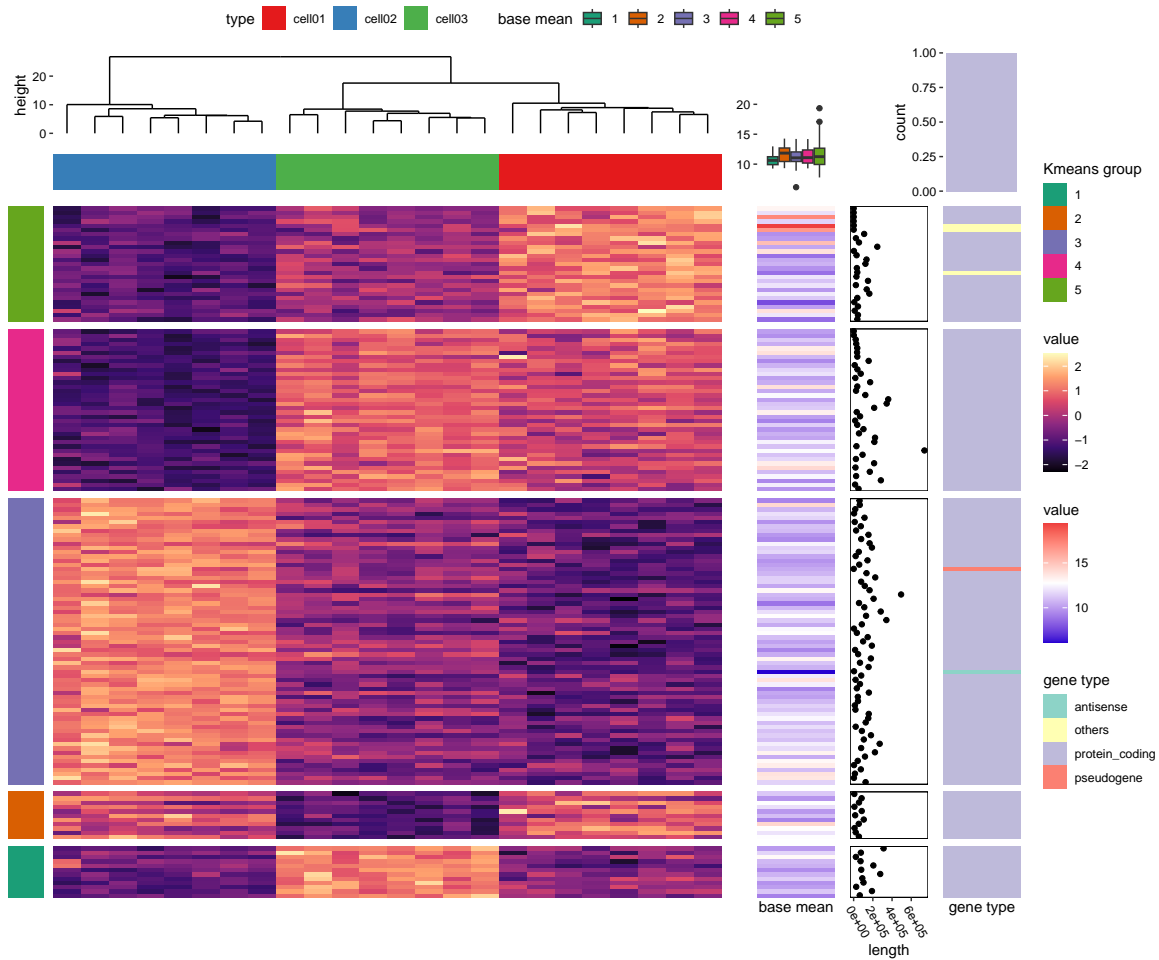 type cell01 cell02 cell03 base mean 1 2 3 4 5
height
20
10
0
20
15
10
count
1.00
0.75
0.50
0.25
0.00
Kmeans group
1
2
3
4
5
value
2
1
0
−1
−2
value
15
10
gene type
antisense
others
protein_coding
pseudogene
base mean
0e+00
2e+05
4e+05
6e+05
length
gene type